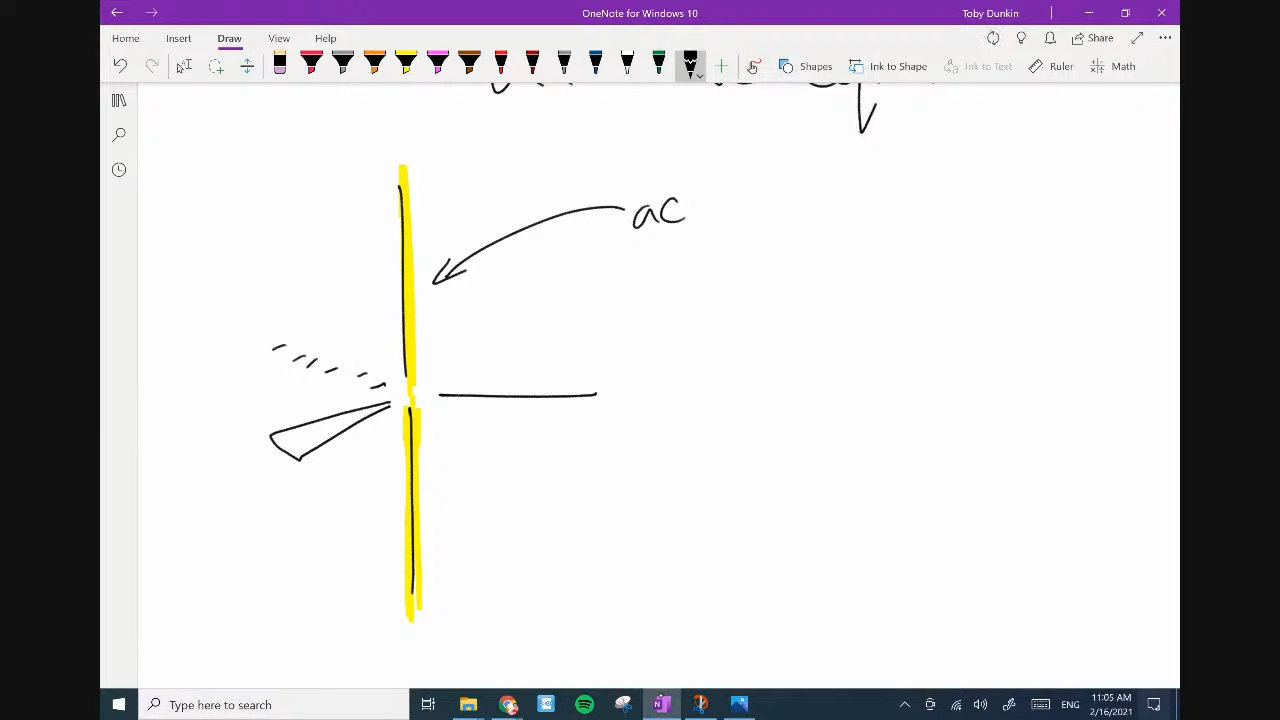 OneNote for Windows 10
Toby Dunkin
Home Insert Draw View Help
Share
Shapes
Ink to Shape
Ink to Text
Ruler
Math
ac
Type here to search
11:05 AM
2/16/2021